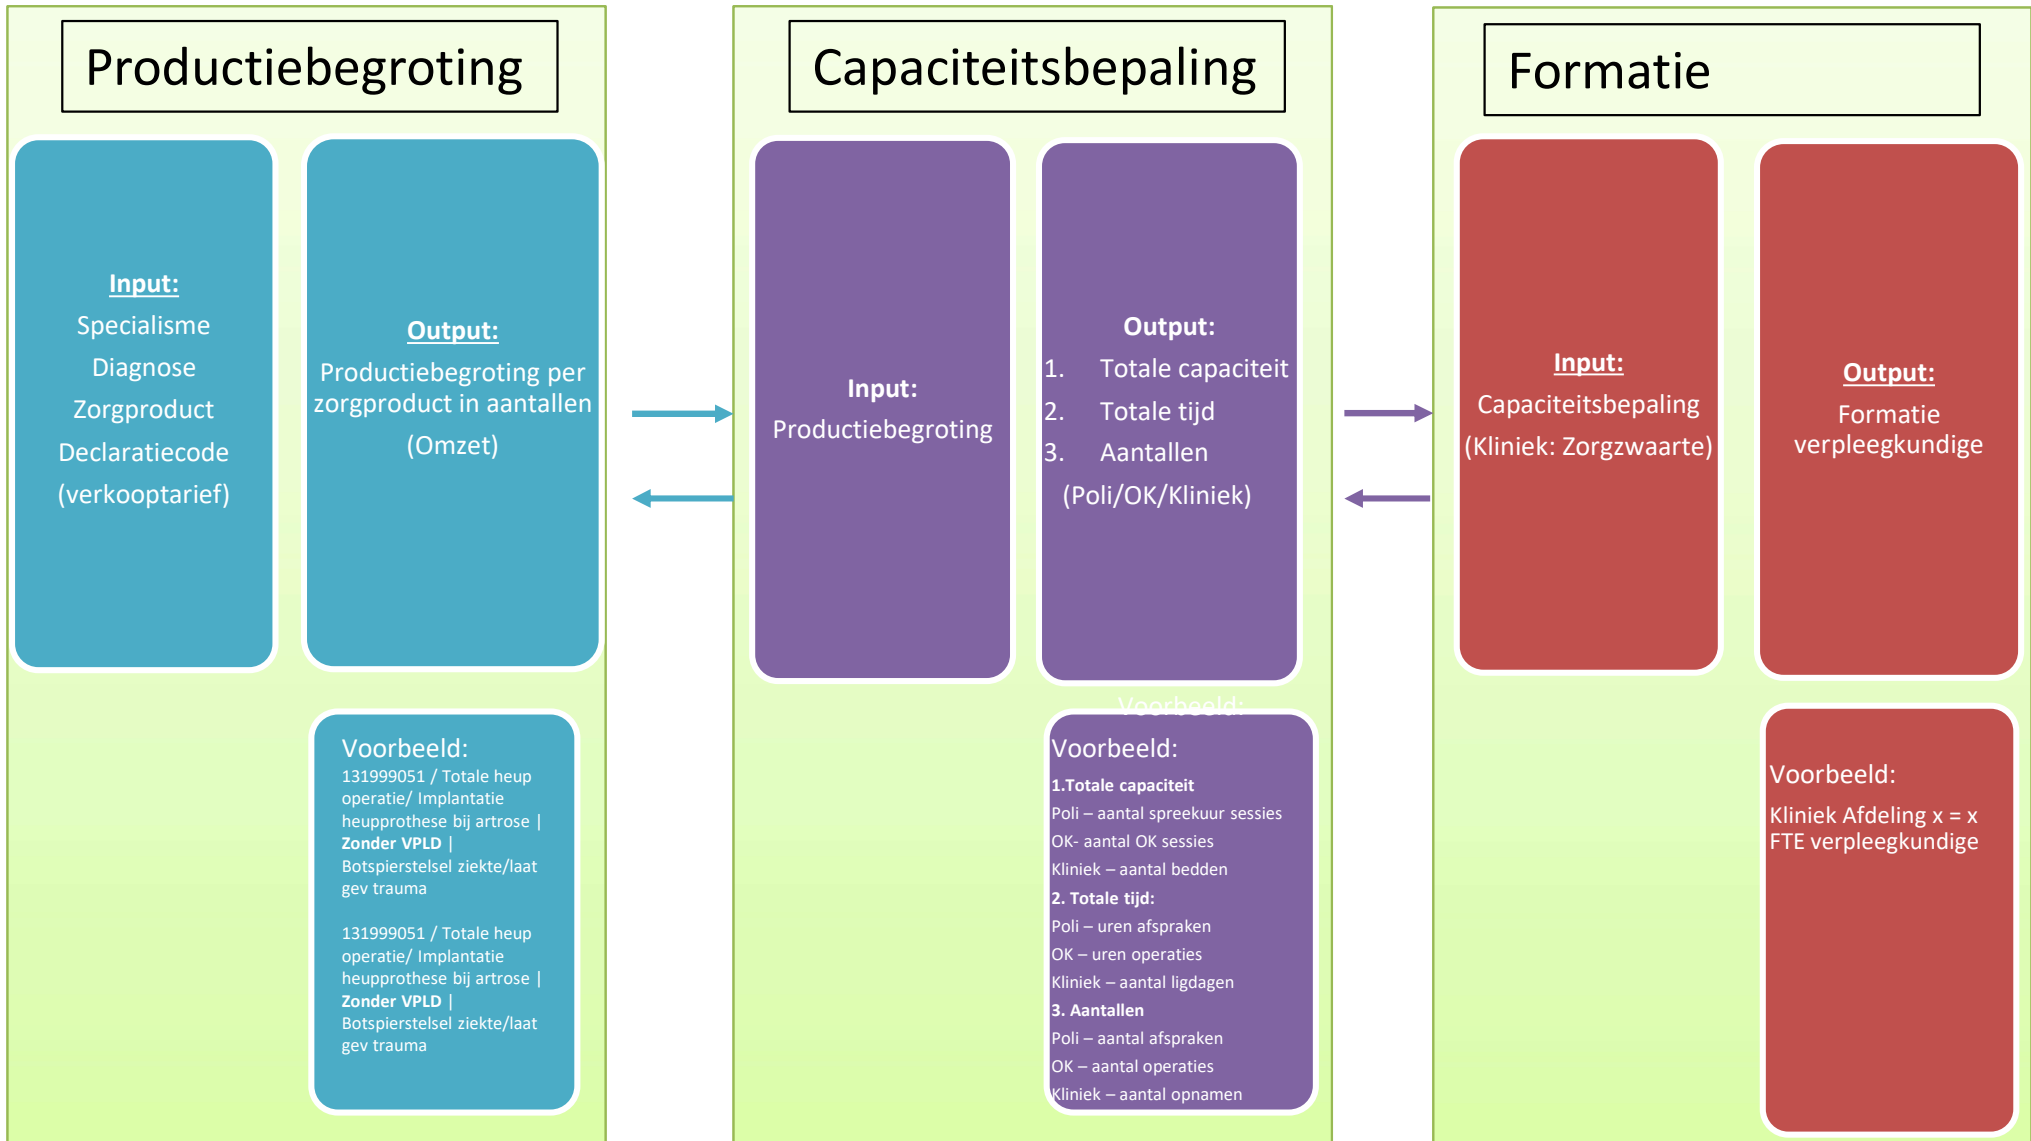 Productiebegroting
Input:
Specialisme
Diagnose
Zorgproduct
Declaratiecode
(verkooptarief)
Output:
Productiebegroting per
zorgproduct in aantallen
(Omzet)
Voorbeeld:
131999051 / Totale heup
operatie/ Implantatie
heupprothese bij artrose |
Zonder VPLD |
Botspierstelsel ziekte/laat
gev trauma
131999051 / Totale heup
operatie/ Implantatie
heupprothese bij artrose |
Zonder VPLD |
Botspierstelsel ziekte/laat
gev trauma
Capaciteitsbepaling
Input:
Productiebegroting
Output:
1. Totale capaciteit
2. Totale tijd
3. Aantallen
(Poli/OK/Kliniek)
Voorbeeld:
Voorbeeld:
1.Totale capaciteit
Poli – aantal spreekuur sessies
OK- aantal OK sessies
Kliniek – aantal bedden
2. Totale tijd:
Poli – uren afspraken
OK – uren operaties
Kliniek – aantal ligdagen
3. Aantallen
Poli – aantal afspraken
OK – aantal operaties
Kliniek – aantal opnamen
Formatie
Input:
Capaciteitsbepaling
(Kliniek: Zorgzwaarte)
Output:
Formatie
verpleegkundige
Voorbeeld:
Kliniek Afdeling x = x
FTE verpleegkundige